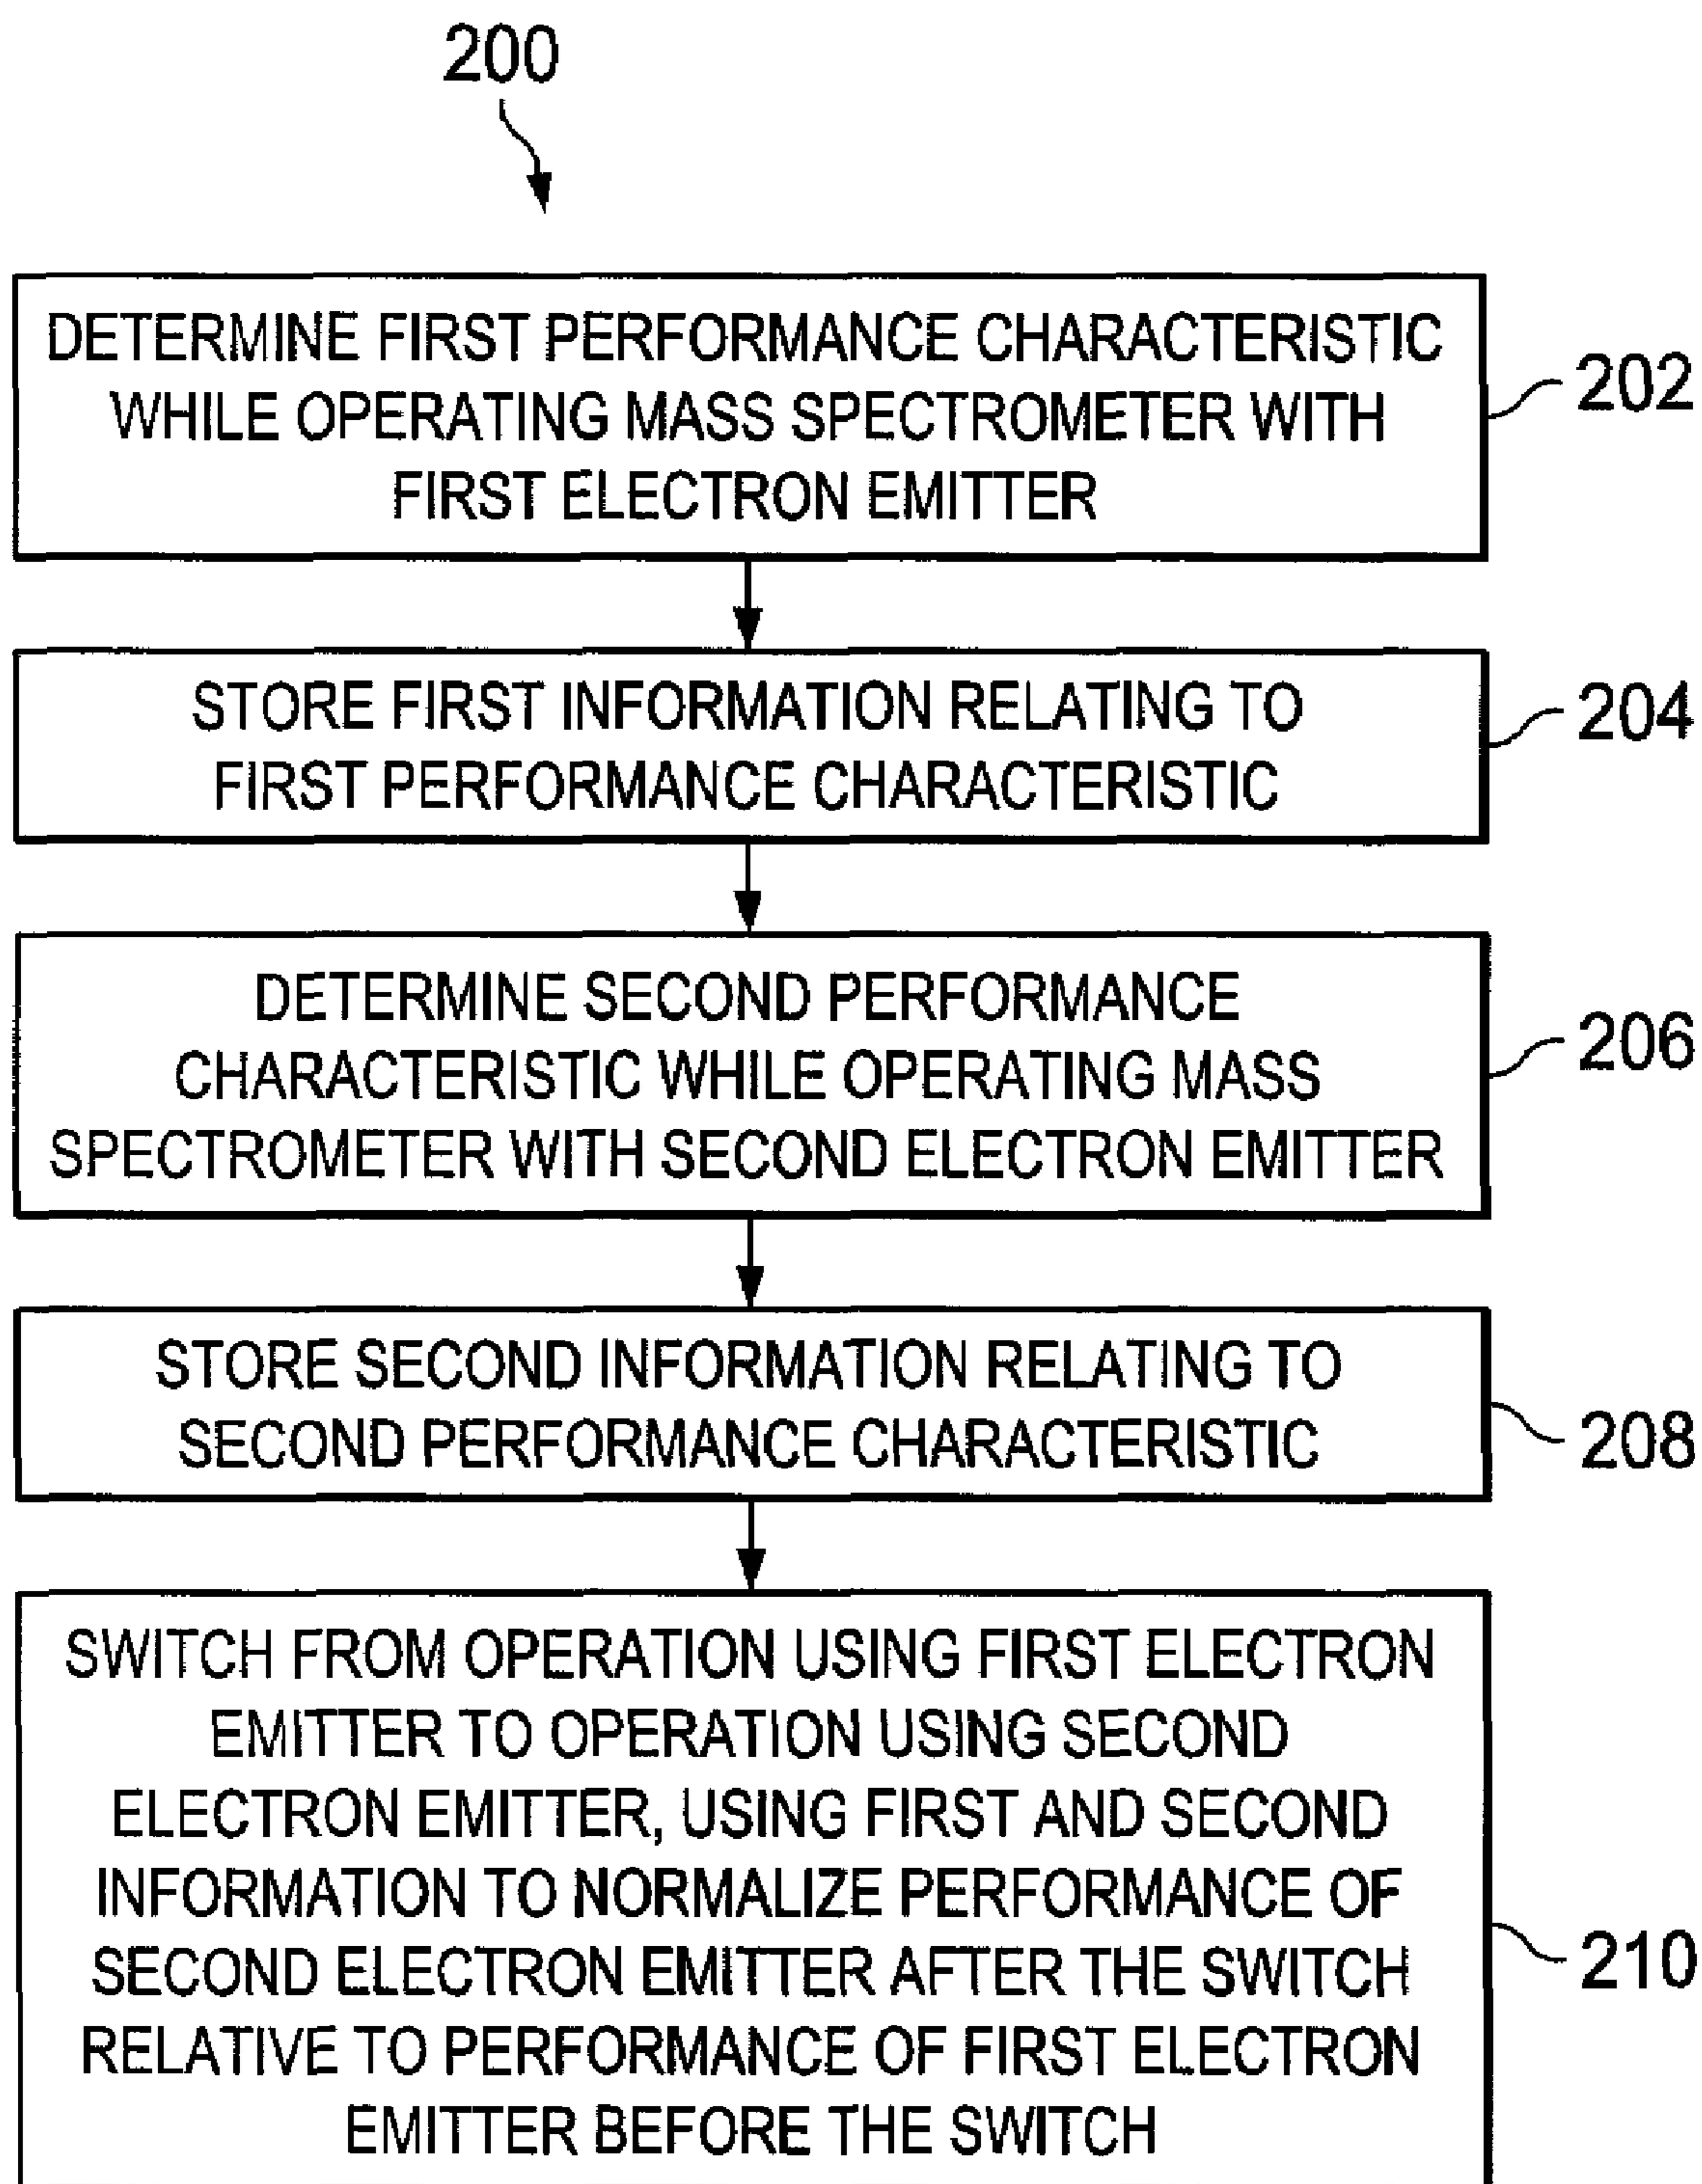 200
DETERMINE FIRST PERFORMANCE CHARACTERISTIC
WHILE OPERATING MASS SPECTROMETER WITH
FIRST ELECTRON EMITTER
202
STORE FIRST INFORMATION RELATING TO
FIRST PERFORMANCE CHARACTERISTIC
204
DETERMINE SECOND PERFORMANCE
CHARACTERISTIC WHILE OPERATING MASS
SPECTROMETER WITH SECOND ELECTRON EMITTER
206
STORE SECOND INFORMATION RELATING TO
SECOND PERFORMANCE CHARACTERISTIC
208
SWITCH FROM OPERATION USING FIRST ELECTRON
EMITTER TO OPERATION USING SECOND
ELECTRON EMITTER, USING FIRST AND SECOND
INFORMATION TO NORMALIZE PERFORMANCE OF
SECOND ELECTRON EMITTER AFTER THE SWITCH
RELATIVE TO PERFORMANCE OF FIRST ELECTRON
EMITTER BEFORE THE SWITCH
210